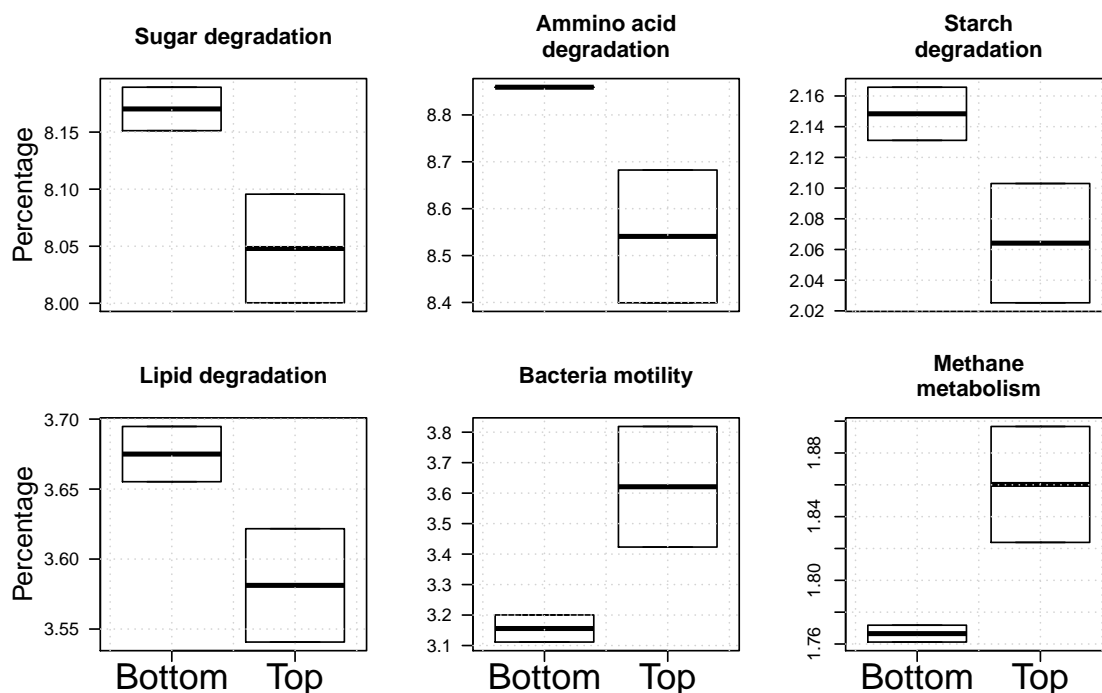 Sugar degradation
Ammino acid
degradation
Starch
degradation
Percentage
8.15
8.10
8.05
8.00
8.8
8.7
8.6
8.5
8.4
2.16
2.14
2.12
2.10
2.08
2.06
2.04
2.02
Lipid degradation
Bacteria motility
Methane
metabolism
Percentage
3.70
3.65
3.60
3.55
3.8
3.7
3.6
3.5
3.4
3.3
3.2
3.1
1.88
1.84
1.80
1.76
Bottom Top
Bottom Top
Bottom Top